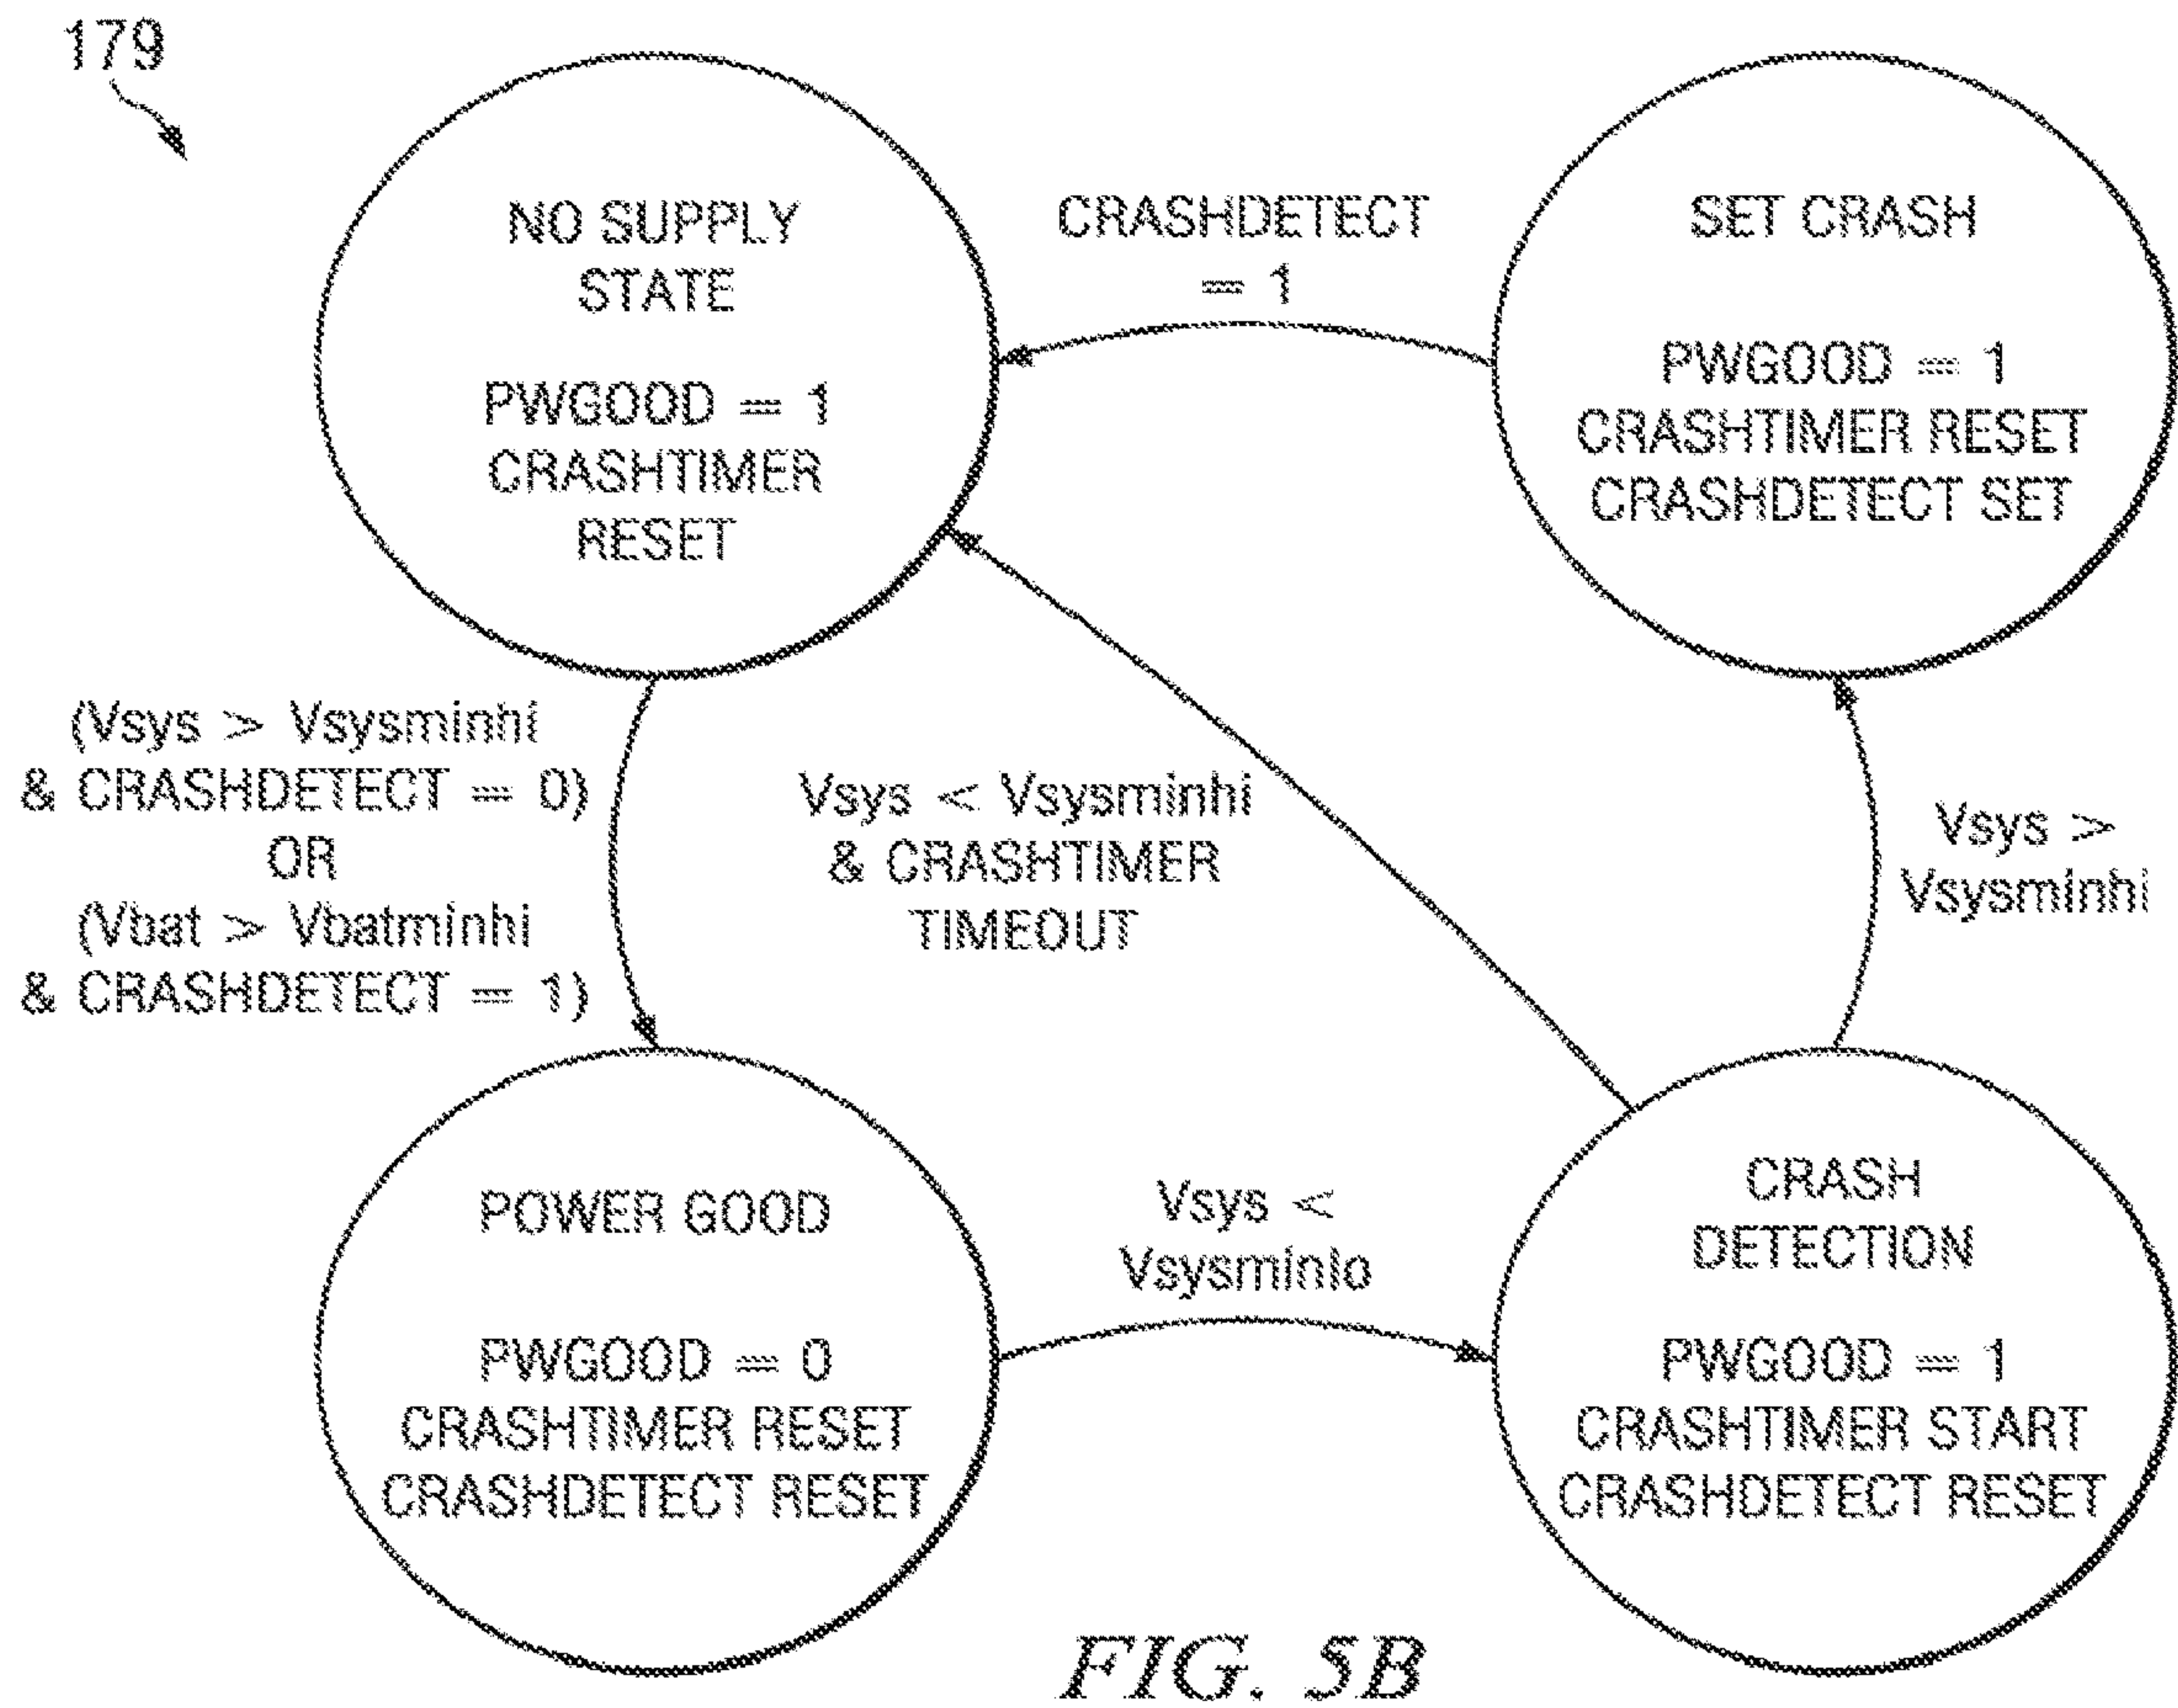 179
NO SUPPLY
STATE
PWGOOD = 1
CRASHTIMER
RESET
CRASHDETECT
= 1
SET CRASH
PWGOOD = 1
CRASHTIMER RESET
CRASHDETECT SET
(Vsys > Vsysminhi
& CRASHDETECT = 0)
OR
(Vbat > Vbatminhi
& CRASHDETECT = 1)
Vsys < Vsysminhi
& CRASHTIMER
TIMEOUT
Vsys >
Vsysminhi
POWER GOOD
PWGOOD = 0
CRASHTIMER RESET
CRASHDETECT RESET
Vsys <
Vsysminlo
CRASH
DETECTION
PWGOOD = 1
CRASHTIMER START
CRASHDETECT RESET
FIG. 5B